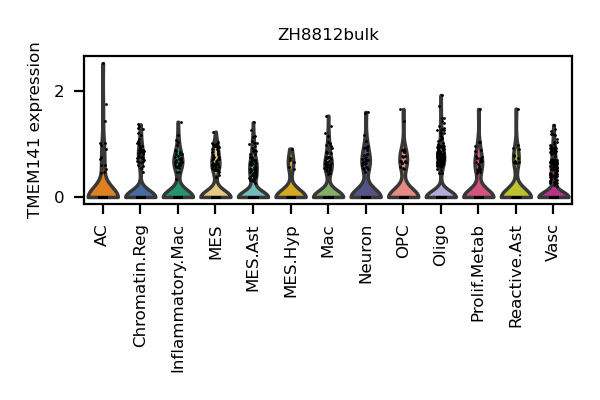 ZH8812bulk
TMEM141 expression
2
0
AC
Chromatin.Reg
Inflammatory.Mac
MES
MES.Ast
MES.Hyp
Mac
Neuron
OPC
Oligo
Prolif.Metab
Reactive.Ast
Vasc